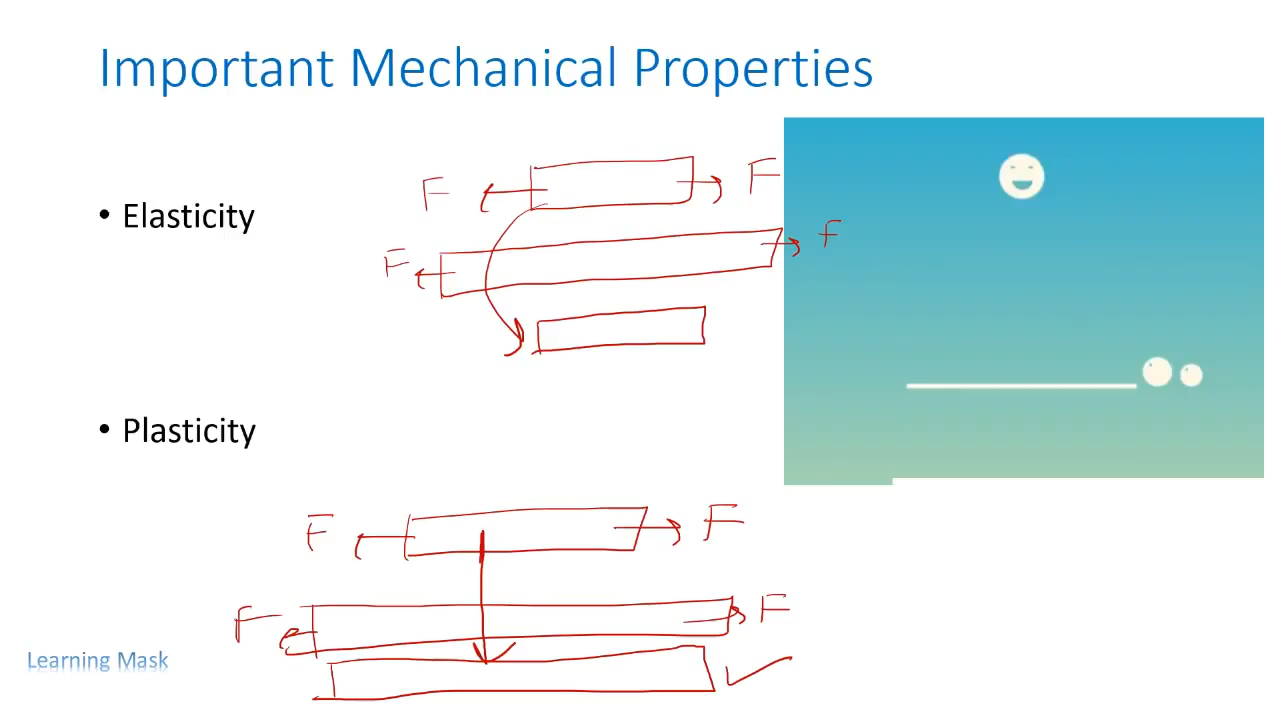 Important Mechanical Properties
F F
• Elasticity
F F
• Plasticity
F F
F F
Learning Mask